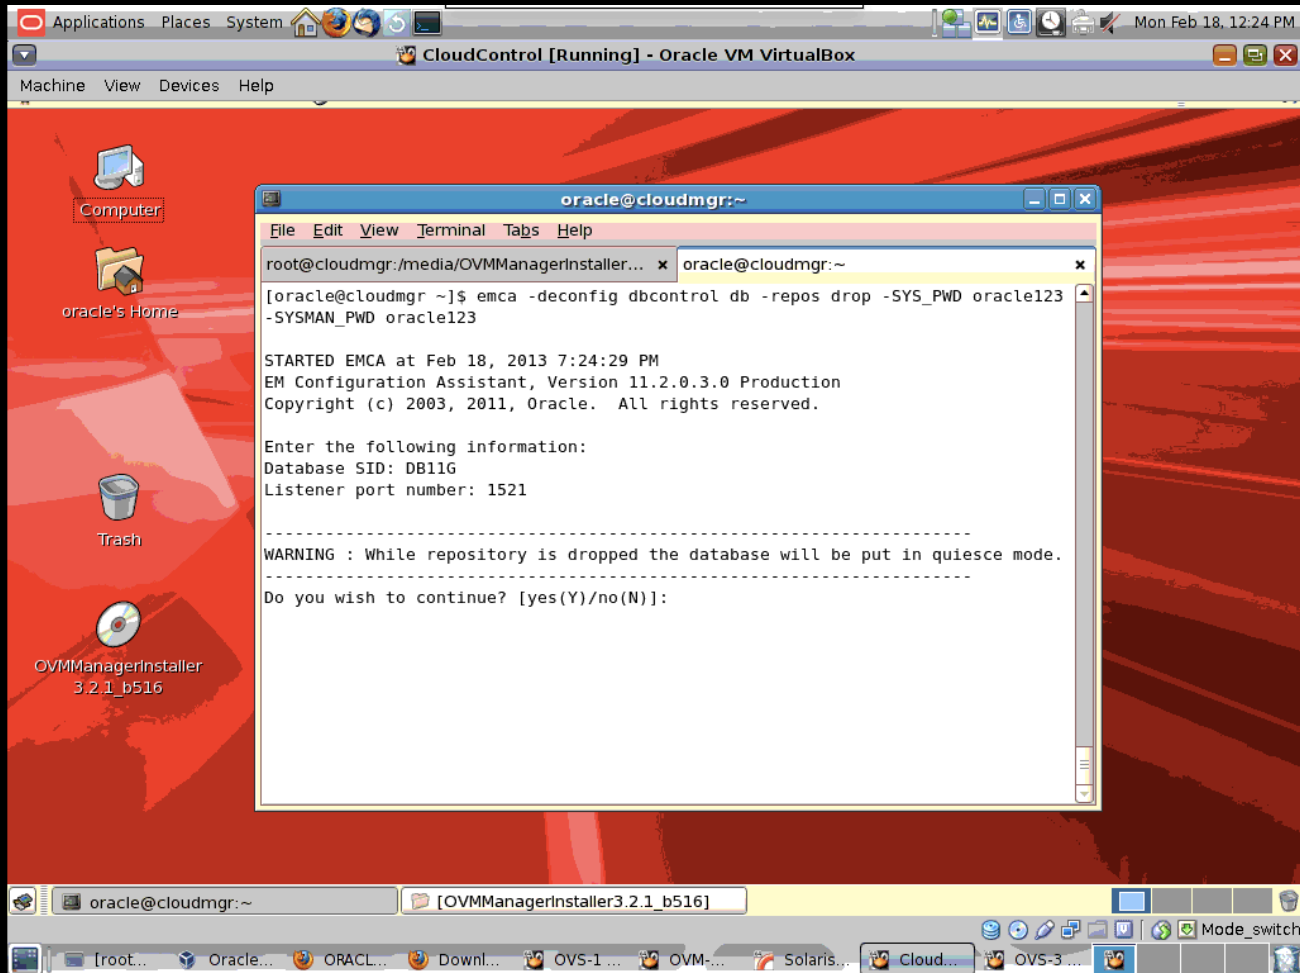 Applications Places System Mon Feb 18, 12:24 PM
CloudControl [Running] - Oracle VM VirtualBox
Machine View Devices Help
Computer
oracle's Home
Trash
OVMManagerInstaller
3.2.1_b516
oracle@cloudmgr:~
File Edit View Terminal Tabs Help
root@cloudmgr:/media/OVMManagerInstaller... × oracle@cloudmgr:~ ×
[oracle@cloudmgr ~]$ emca -deconfig dbcontrol db -repos drop -SYS_PWD oracle123
-SYSMAN_PWD oracle123
STARTED EMCA at Feb 18, 2013 7:24:29 PM
EM Configuration Assistant, Version 11.2.0.3.0 Production
Copyright (c) 2003, 2011, Oracle.  All rights reserved.
Enter the following information:
Database SID: DB11G
Listener port number: 1521
----------------------------------------------------------------------
WARNING : While repository is dropped the database will be put in quiesce mode.
----------------------------------------------------------------------
Do you wish to continue? [yes(Y)/no(N)]:
oracle@cloudmgr:~ [OVMManagerInstaller3.2.1_b516]
Mode_switch
[root... Oracle... ORACL... Downl... OVS-1 ... OVM-... Solaris... Cloud... OVS-3 ...